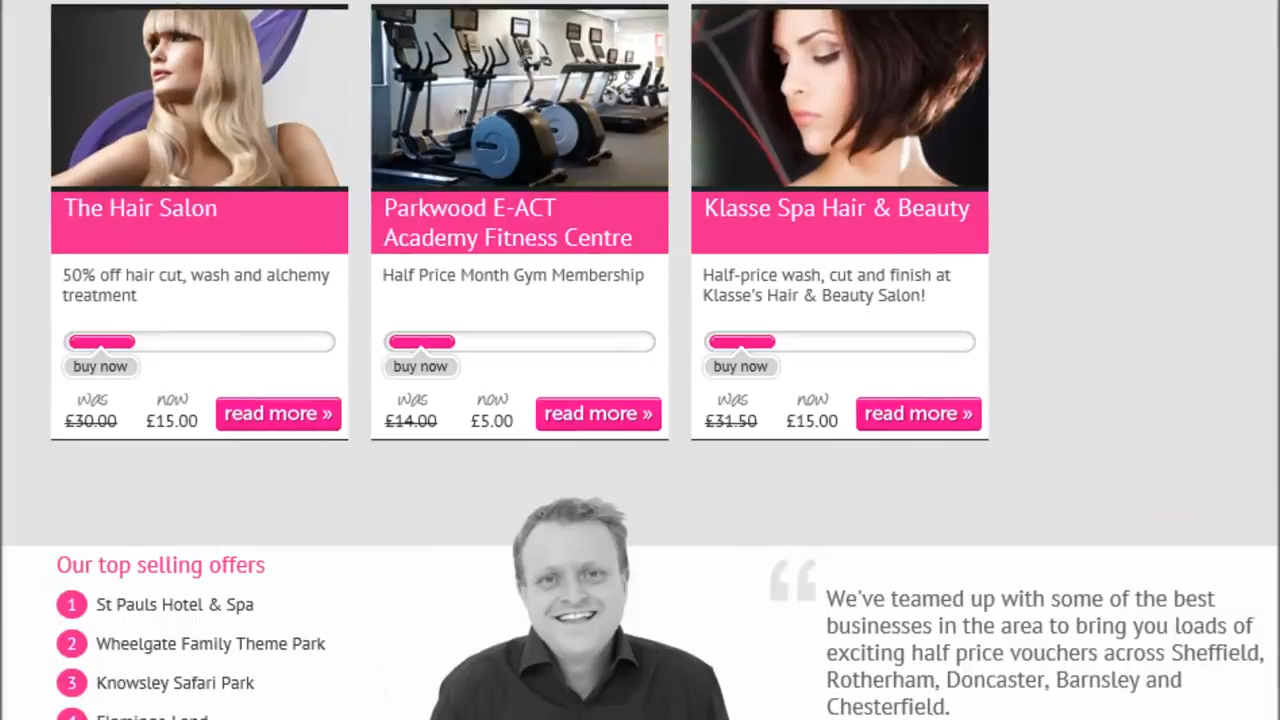 The Hair Salon
50% off hair cut, wash and alchemy
treatment
buy now
was now
£30.00 £15.00 read more »
Parkwood E-ACT
Academy Fitness Centre
Half Price Month Gym Membership
buy now
was now
£14.00 £5.00 read more »
Klasse Spa Hair & Beauty
Half-price wash, cut and finish at
Klasse's Hair & Beauty Salon!
buy now
was now
£31.50 £15.00 read more »
Our top selling offers
1 St Pauls Hotel & Spa
2 Wheelgate Family Theme Park
3 Knowsley Safari Park
4 Flamingo Land
“
We've teamed up with some of the best
businesses in the area to bring you loads of
exciting half price vouchers across Sheffield,
Rotherham, Doncaster, Barnsley and
Chesterfield.